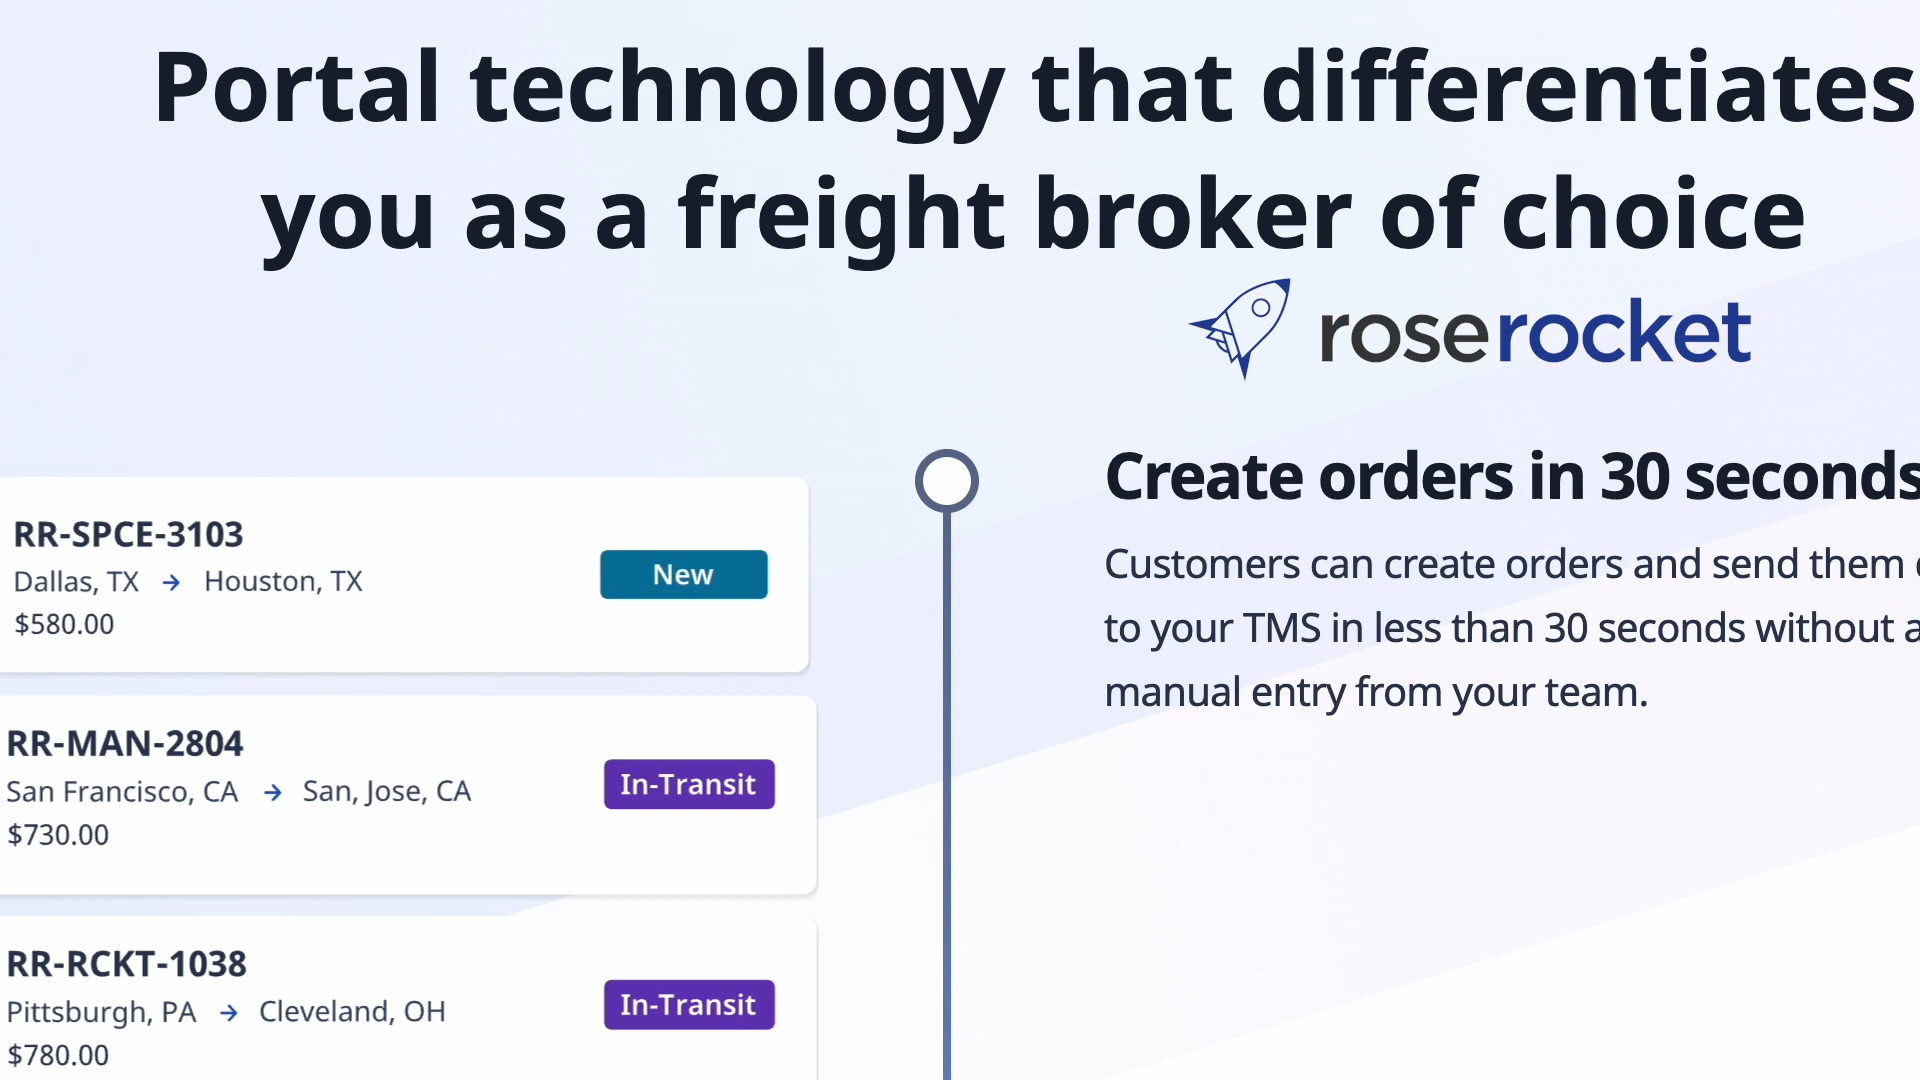 Portal technology that differentiates
you as a freight broker of choice
roserocket
RR-SPCE-3103
Dallas, TX → Houston, TX
$580.00
New
RR-MAN-2804
San Francisco, CA → San, Jose, CA
$730.00
In-Transit
RR-RCKT-1038
Pittsburgh, PA → Cleveland, OH
$780.00
In-Transit
Create orders in 30 seconds
Customers can create orders and send them
to your TMS in less than 30 seconds without
manual entry from your team.